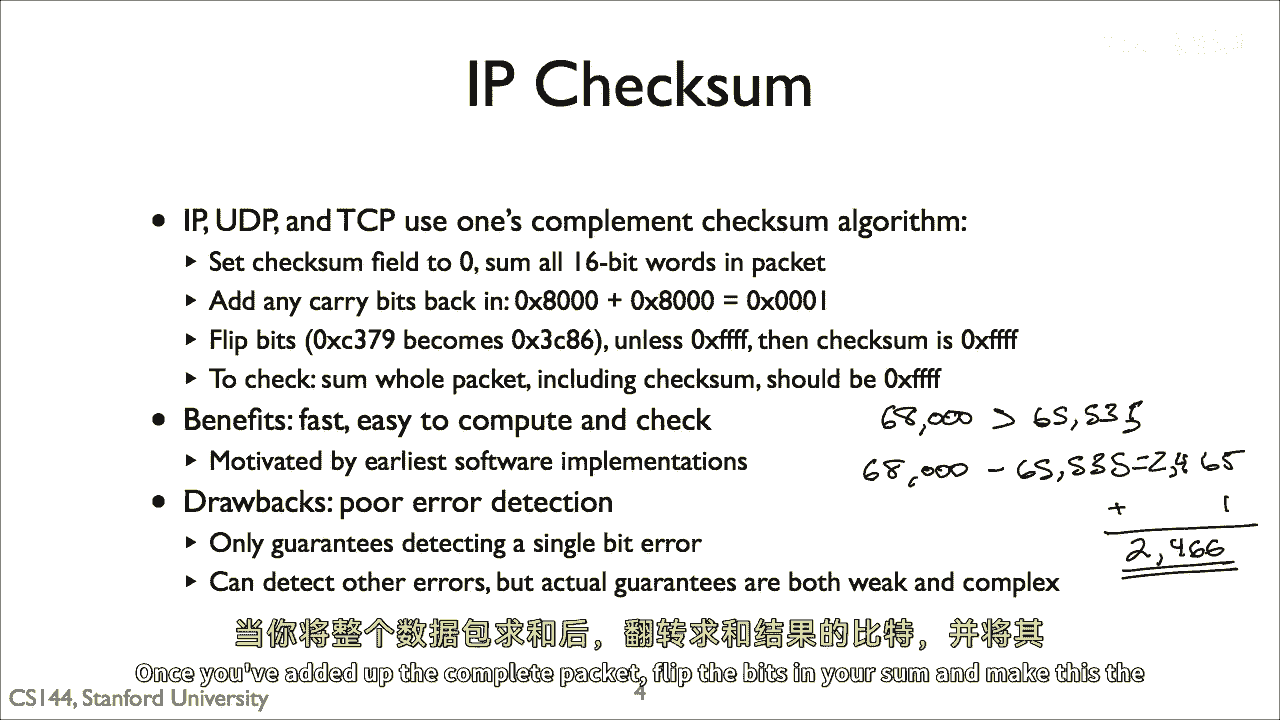 IP Checksum
• IP, UDP, and TCP use one's complement checksum algorithm:
‣ Set checksum field to 0, sum all 16-bit words in packet
‣ Add any carry bits back in: 0x8000 + 0x8000 = 0x0001
‣ Flip bits (0xc379 becomes 0x3c86), unless 0xffff, then checksum is 0xffff
‣ To check: sum whole packet, including checksum, should be 0xffff
• Benefits: fast, easy to compute and check
‣ Motivated by earliest software implementations
• Drawbacks: poor error detection
‣ Only guarantees detecting a single bit error
‣ Can detect other errors, but actual guarantees are both weak and complex
68,000 > 65,535
68,000 - 65,535=2,465
+ 1
2,466
当你将整个数据包求和后，翻转求和结果的比特，并将其
Once you've added up the complete packet, flip the bits in your sum and make this the
CS144, Stanford University
4